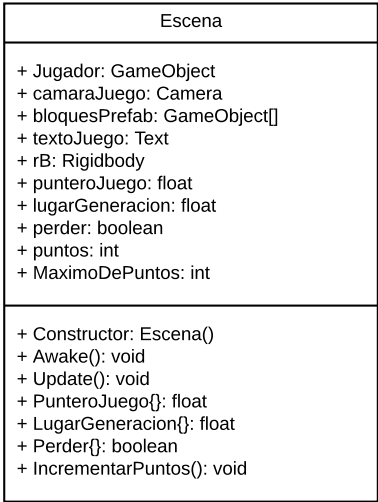 Escena
+ Jugador: GameObject
+ camaraJuego: Camera
+ bloquesPrefab: GameObject[]
+ textoJuego: Text
+ rB: Rigidbody
+ punteroJuego: float
+ lugarGeneracion: float
+ perder: boolean
+ puntos: int
+ MaximoDePuntos: int
+ Constructor: Escena()
+ Awake(): void
+ Update(): void
+ PunteroJuego{}: float
+ LugarGeneracion{}: float
+ Perder{}: boolean
+ IncrementarPuntos(): void